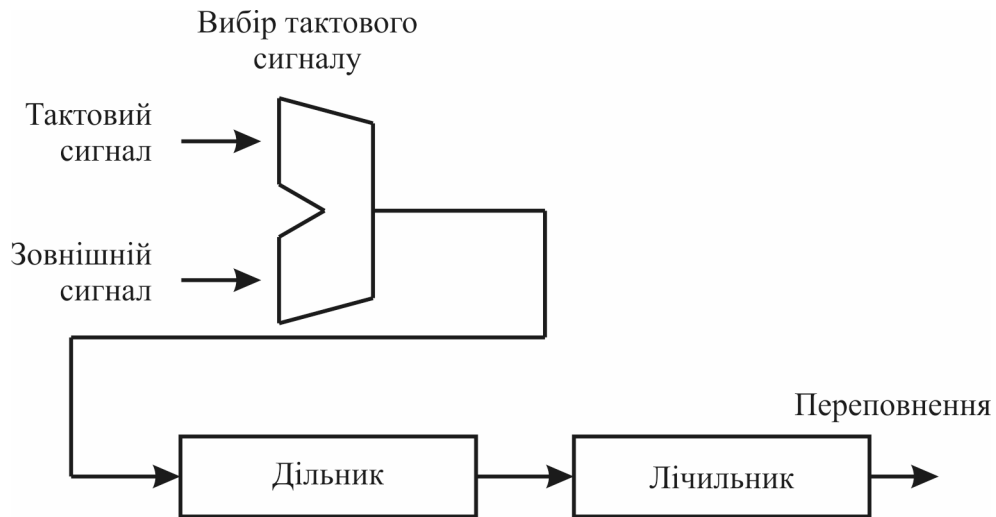 Вибір тактового
сигналу
Тактовий
сигнал
Зовнішній
сигнал
Переповнення
Дільник
Лічильник